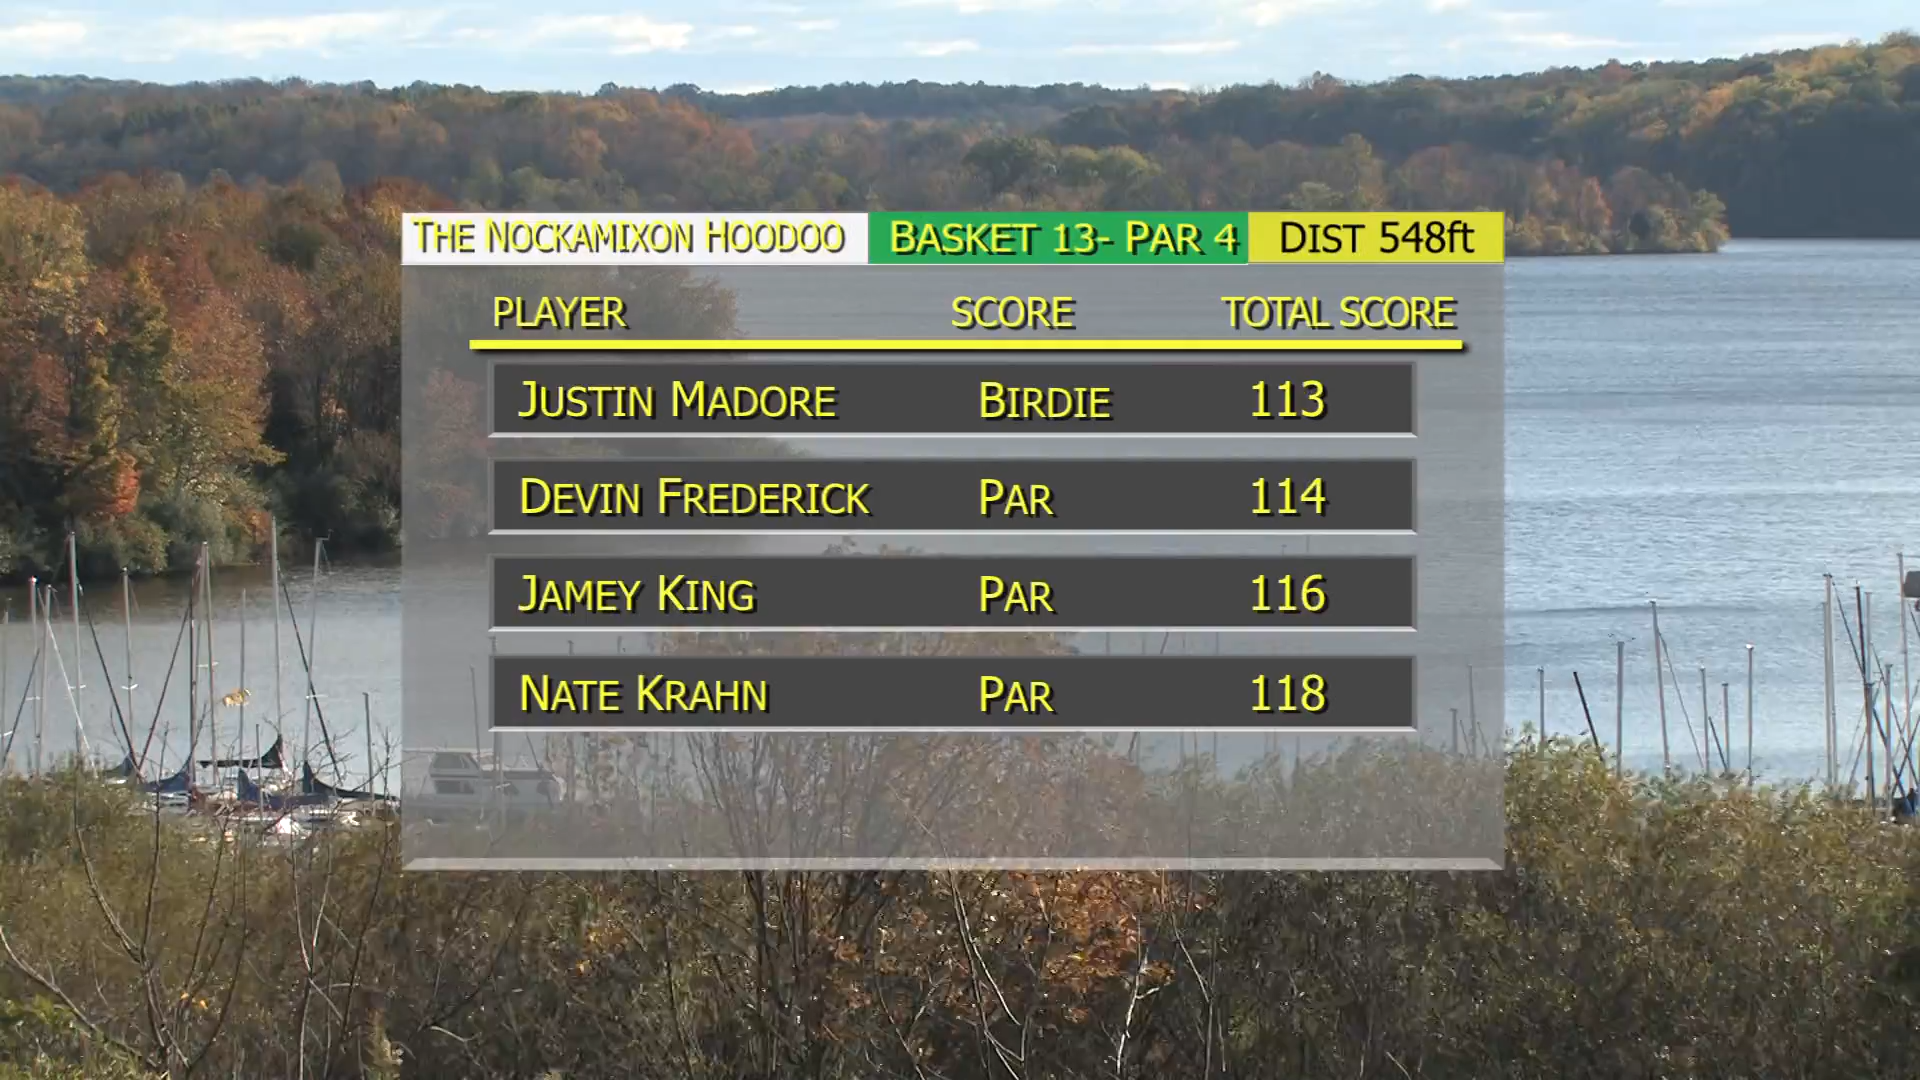 THE NOCKAMIXON HOODOO BASKET 13- PAR 4 DIST 548ft
PLAYER SCORE TOTAL SCORE
JUSTIN MADORE BIRDIE 113
DEVIN FREDERICK PAR 114
JAMEY KING PAR 116
NATE KRAHN PAR 118